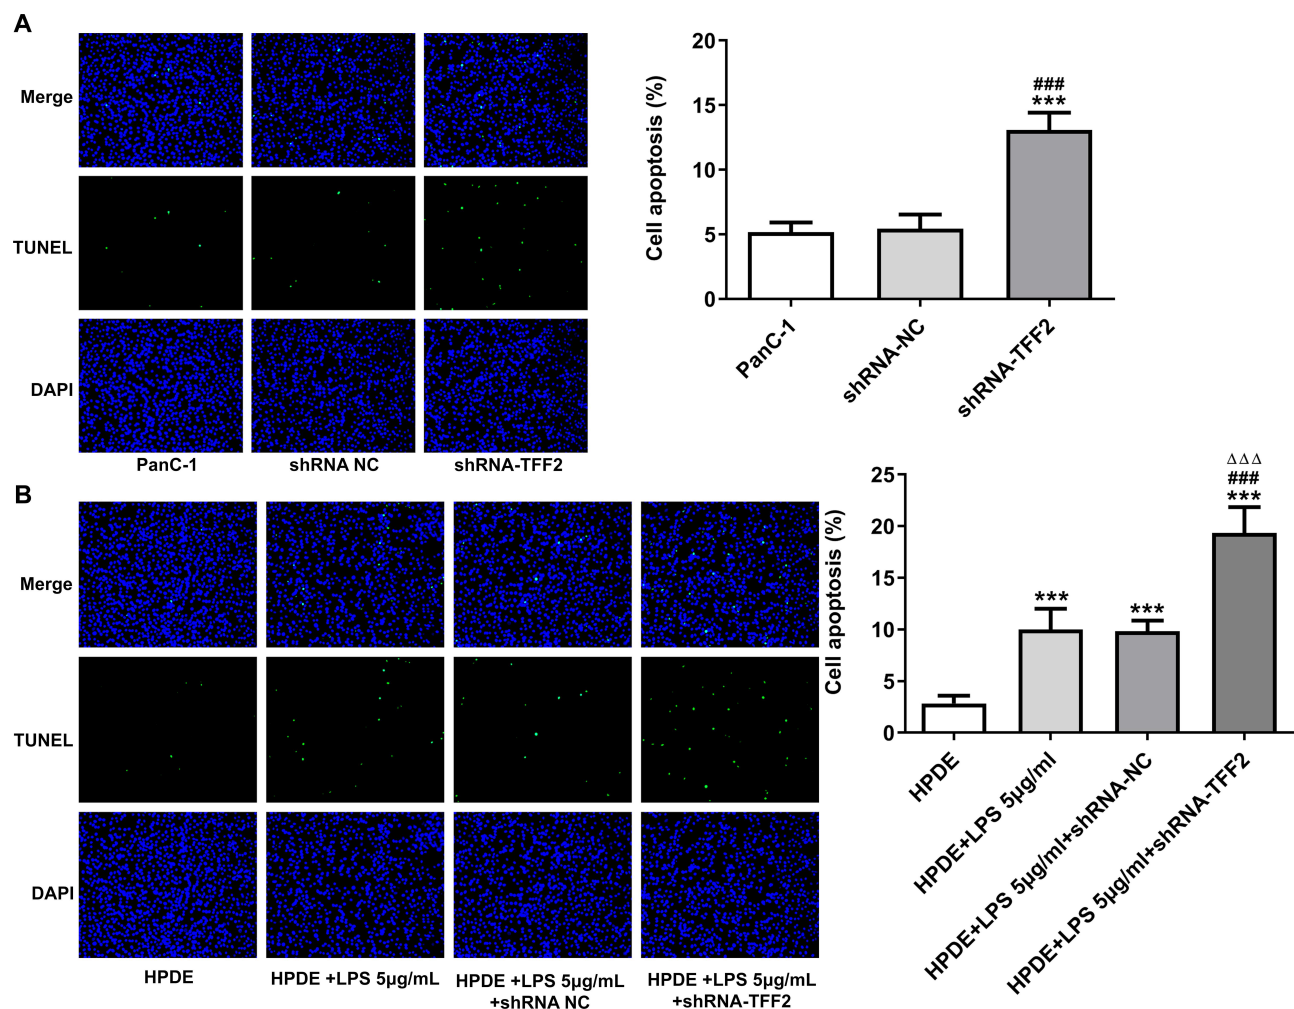 A
Merge
TUNEL
DAPI
PanC-1
shRNA NC
shRNA-TFF2
Cell apoptosis (%)
20
15
10
5
0
###
***
PanC-1
shRNA-NC
shRNA-TFF2
B
Merge
TUNEL
DAPI
HPDE
HPDE +LPS 5μg/mL
HPDE +LPS 5μg/mL
+shRNA NC
HPDE +LPS 5μg/mL
+shRNA-TFF2
Cell apoptosis (%)
25
20
15
10
5
0
***
***
ΔΔΔ
###
***
HPDE
HPDE+LPS 5μg/ml
HPDE+LPS 5μg/ml+shRNA-NC
HPDE+LPS 5μg/ml+shRNA-TFF2